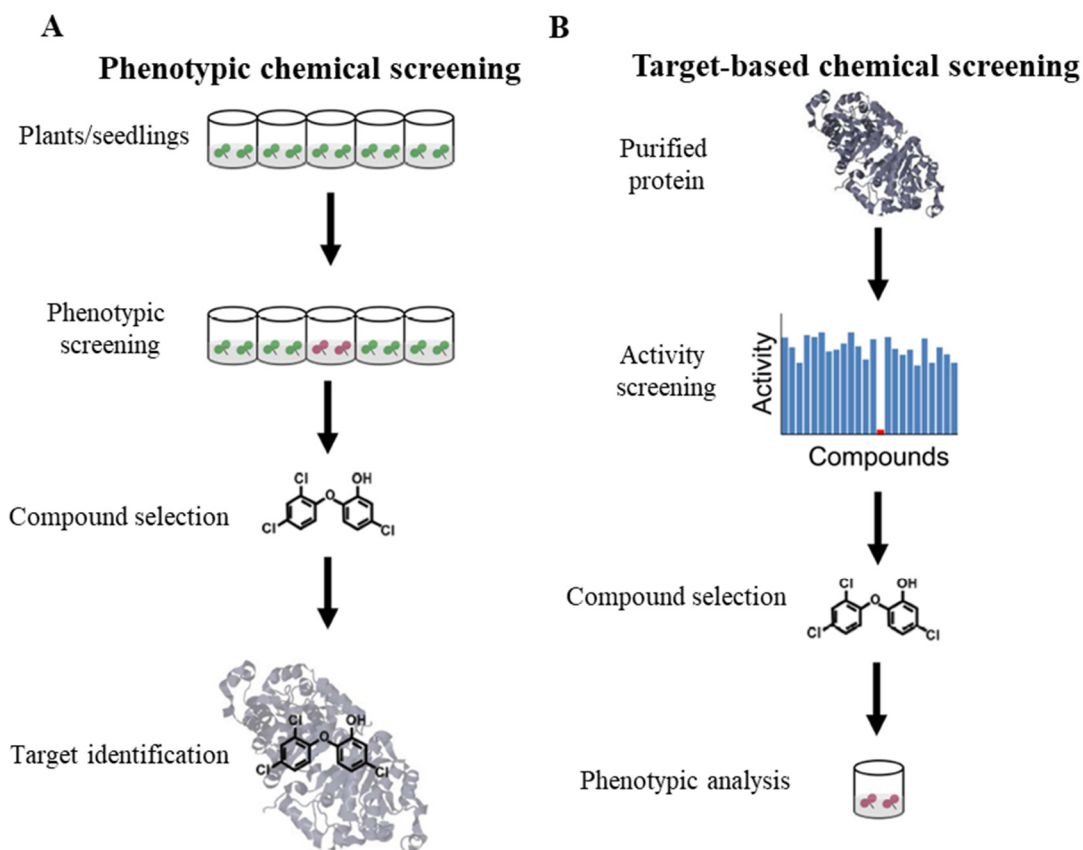 A
Phenotypic chemical screening
Plants/seedlings
Phenotypic
screening
Cl
OH
O
Cl
Cl
Compound selection
Cl
OH
O
Cl
Cl
Target identification
B
Target-based chemical screening
Purified
protein
Activity
screening
Activity
Compounds
Cl
OH
O
Cl
Cl
Compound selection
Phenotypic analysis